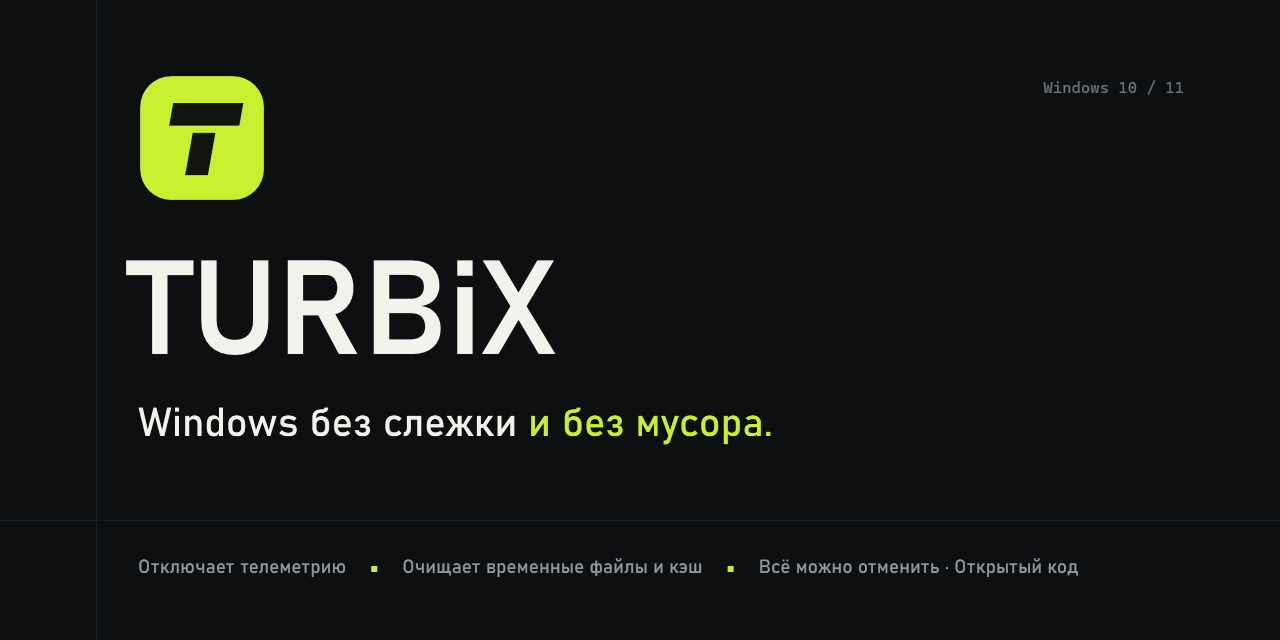 T
Windows 10 / 11
TURBiX
Windows без слежки и без мусора.
Отключает телеметрию ▪ Очищает временные файлы и кэш ▪ Всё можно отменить · Открытый код